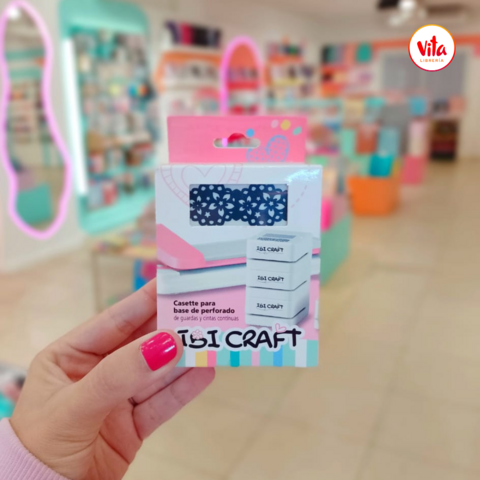 Vita
LIBRERÍA
IBI CRAFT
IBI CRAFT
IBI CRAFT
Casette para
base de perforado
de guardas y cintas continuas
IBI CRAFT